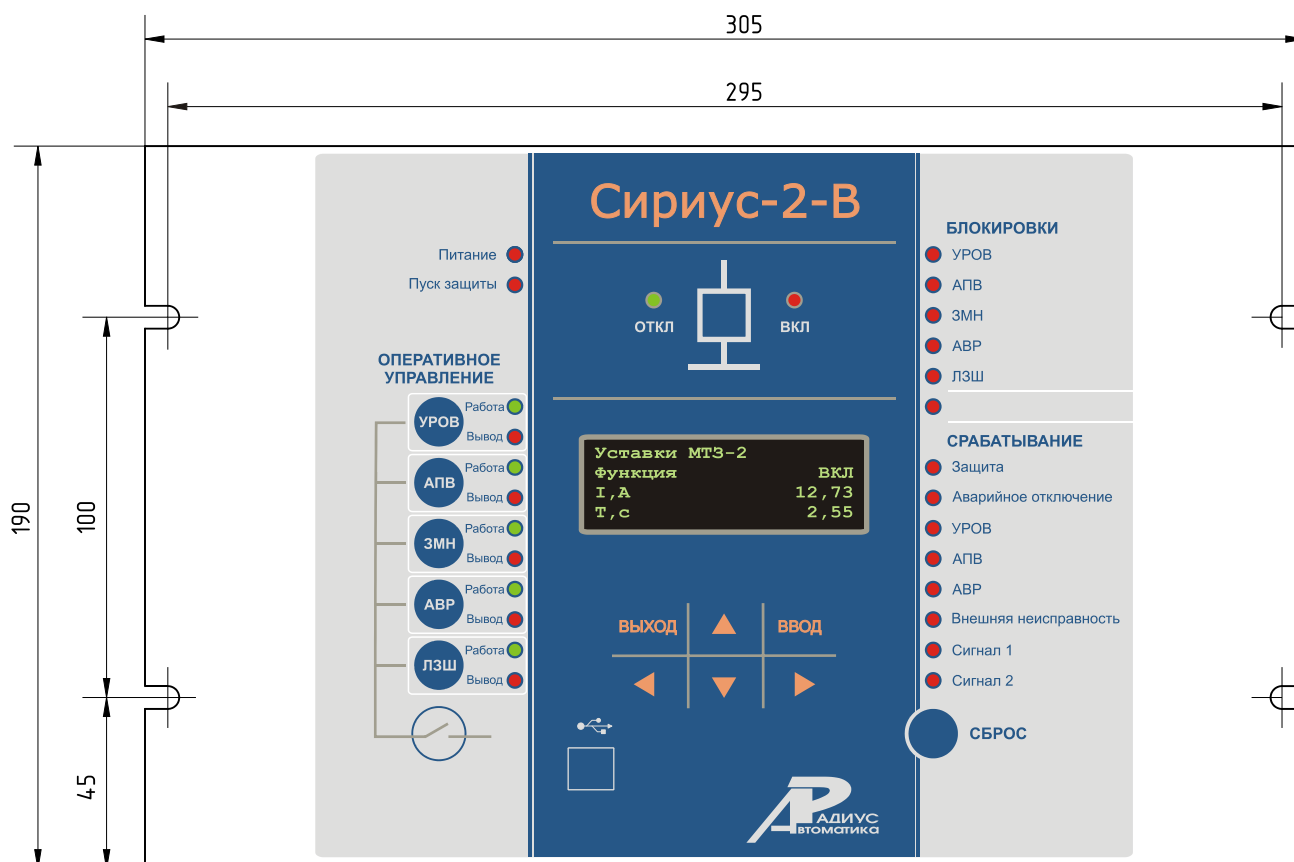 305
295
190
100
45
Сириус-2-В
Питание
Пуск защиты
ОТКЛ
ВКЛ
ОПЕРАТИВНОЕ
УПРАВЛЕНИЕ
УРОВ
Работа
Вывод
АПВ
Работа
Вывод
ЗМН
Работа
Вывод
АВР
Работа
Вывод
ЛЗШ
Работа
Вывод
Уставки МТЗ-2
Функция ВКЛ
I,А 12,73
Т,с 2,55
ВЫХОД
ВВОД
РАДИУС
Автоматика
БЛОКИРОВКИ
УРОВ
АПВ
ЗМН
АВР
ЛЗШ
СРАБАТЫВАНИЕ
Защита
Аварийное отключение
УРОВ
АПВ
АВР
Внешняя неисправность
Сигнал 1
Сигнал 2
СБРОС